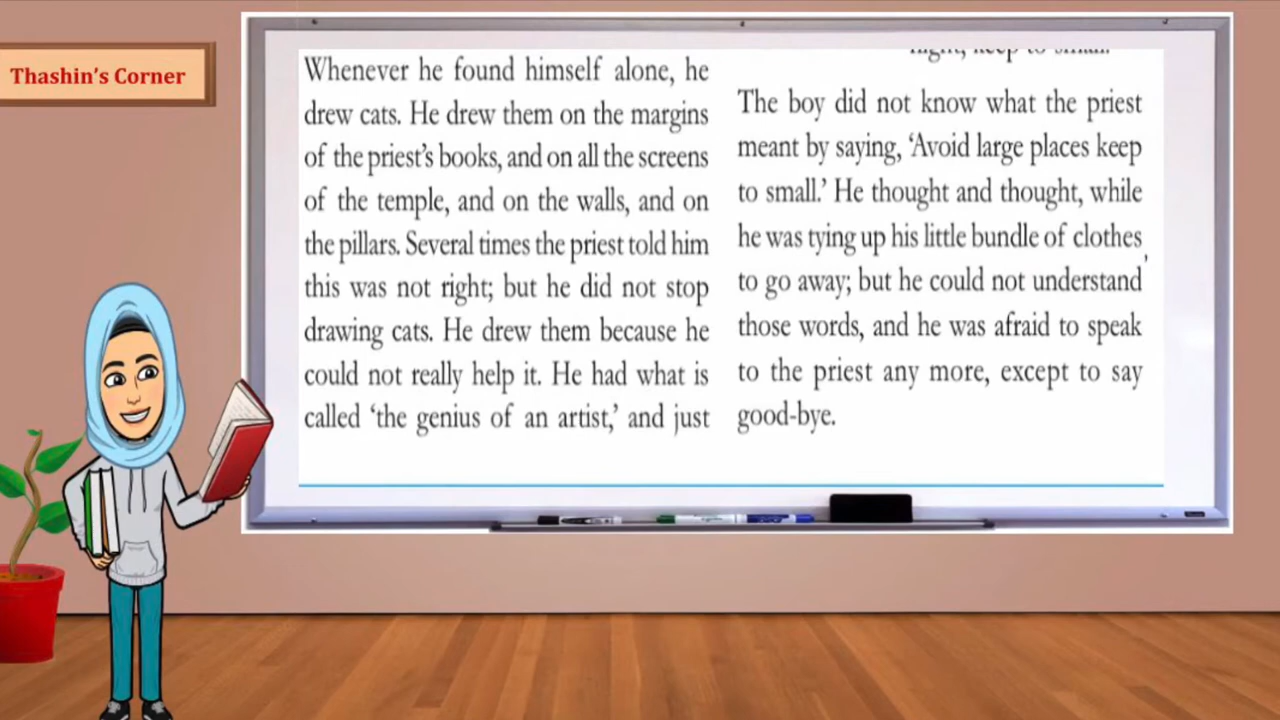 Thashin's Corner
Whenever he found himself alone, he
drew cats. He drew them on the margins
of the priest's books, and on all the screens
of the temple, and on the walls, and on
the pillars. Several times the priest told him
this was not right; but he did not stop
drawing cats. He drew them because he
could not really help it. He had what is
called 'the genius of an artist,' and just
night, keep to small.'
The boy did not know what the priest
meant by saying, 'Avoid large places keep
to small.' He thought and thought, while
he was tying up his little bundle of clothes
to go away; but he could not understand
those words, and he was afraid to speak
to the priest any more, except to say
good-bye.